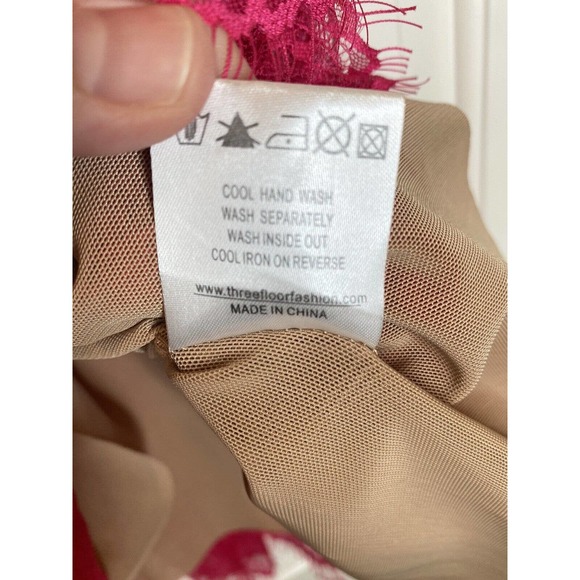 COOL HAND WASH
WASH SEPARATELY
WASH INSIDE OUT
COOL IRON ON REVERSE
www.threefloorfashion.com
MADE IN CHINA